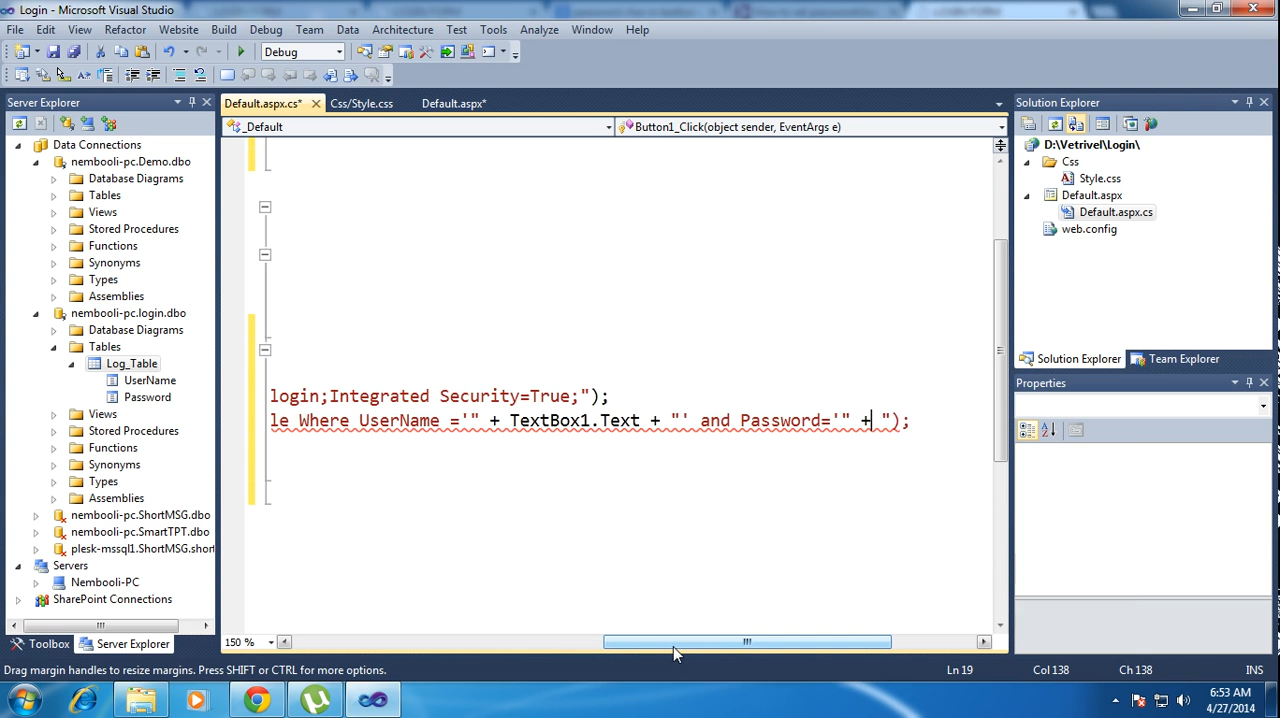 Login - Microsoft Visual Studio
File Edit View Refactor Website Build Debug Team Data Architecture Test Tools Analyze Window Help
Debug
Server Explorer
Default.aspx.cs* Css/Style.css Default.aspx*
Solution Explorer
_Default Button1_Click(object sender, EventArgs e)
Data Connections
nembooli-pc.Demo.dbo
Database Diagrams
Tables
Views
Stored Procedures
Functions
Synonyms
Types
Assemblies
nembooli-pc.login.dbo
Database Diagrams
Tables
Log_Table
UserName
Password
Views
Stored Procedures
Functions
Synonyms
Types
Assemblies
nembooli-pc.ShortMSG.dbo
nembooli-pc.SmartTPT.dbo
plesk-mssql1.ShortMSG.short
Servers
Nembooli-PC
SharePoint Connections
Toolbox Server Explorer
login;Integrated Security=True;");
le Where UserName ='" + TextBox1.Text + "' and Password='" + ");
150 %
D:\Vetrivel\Login\
Css
Style.css
Default.aspx
Default.aspx.cs
web.config
Solution Explorer Team Explorer
Properties
Drag margin handles to resize margins. Press SHIFT or CTRL for more options. Ln 19 Col 138 Ch 138 INS
6:53 AM
4/27/2014